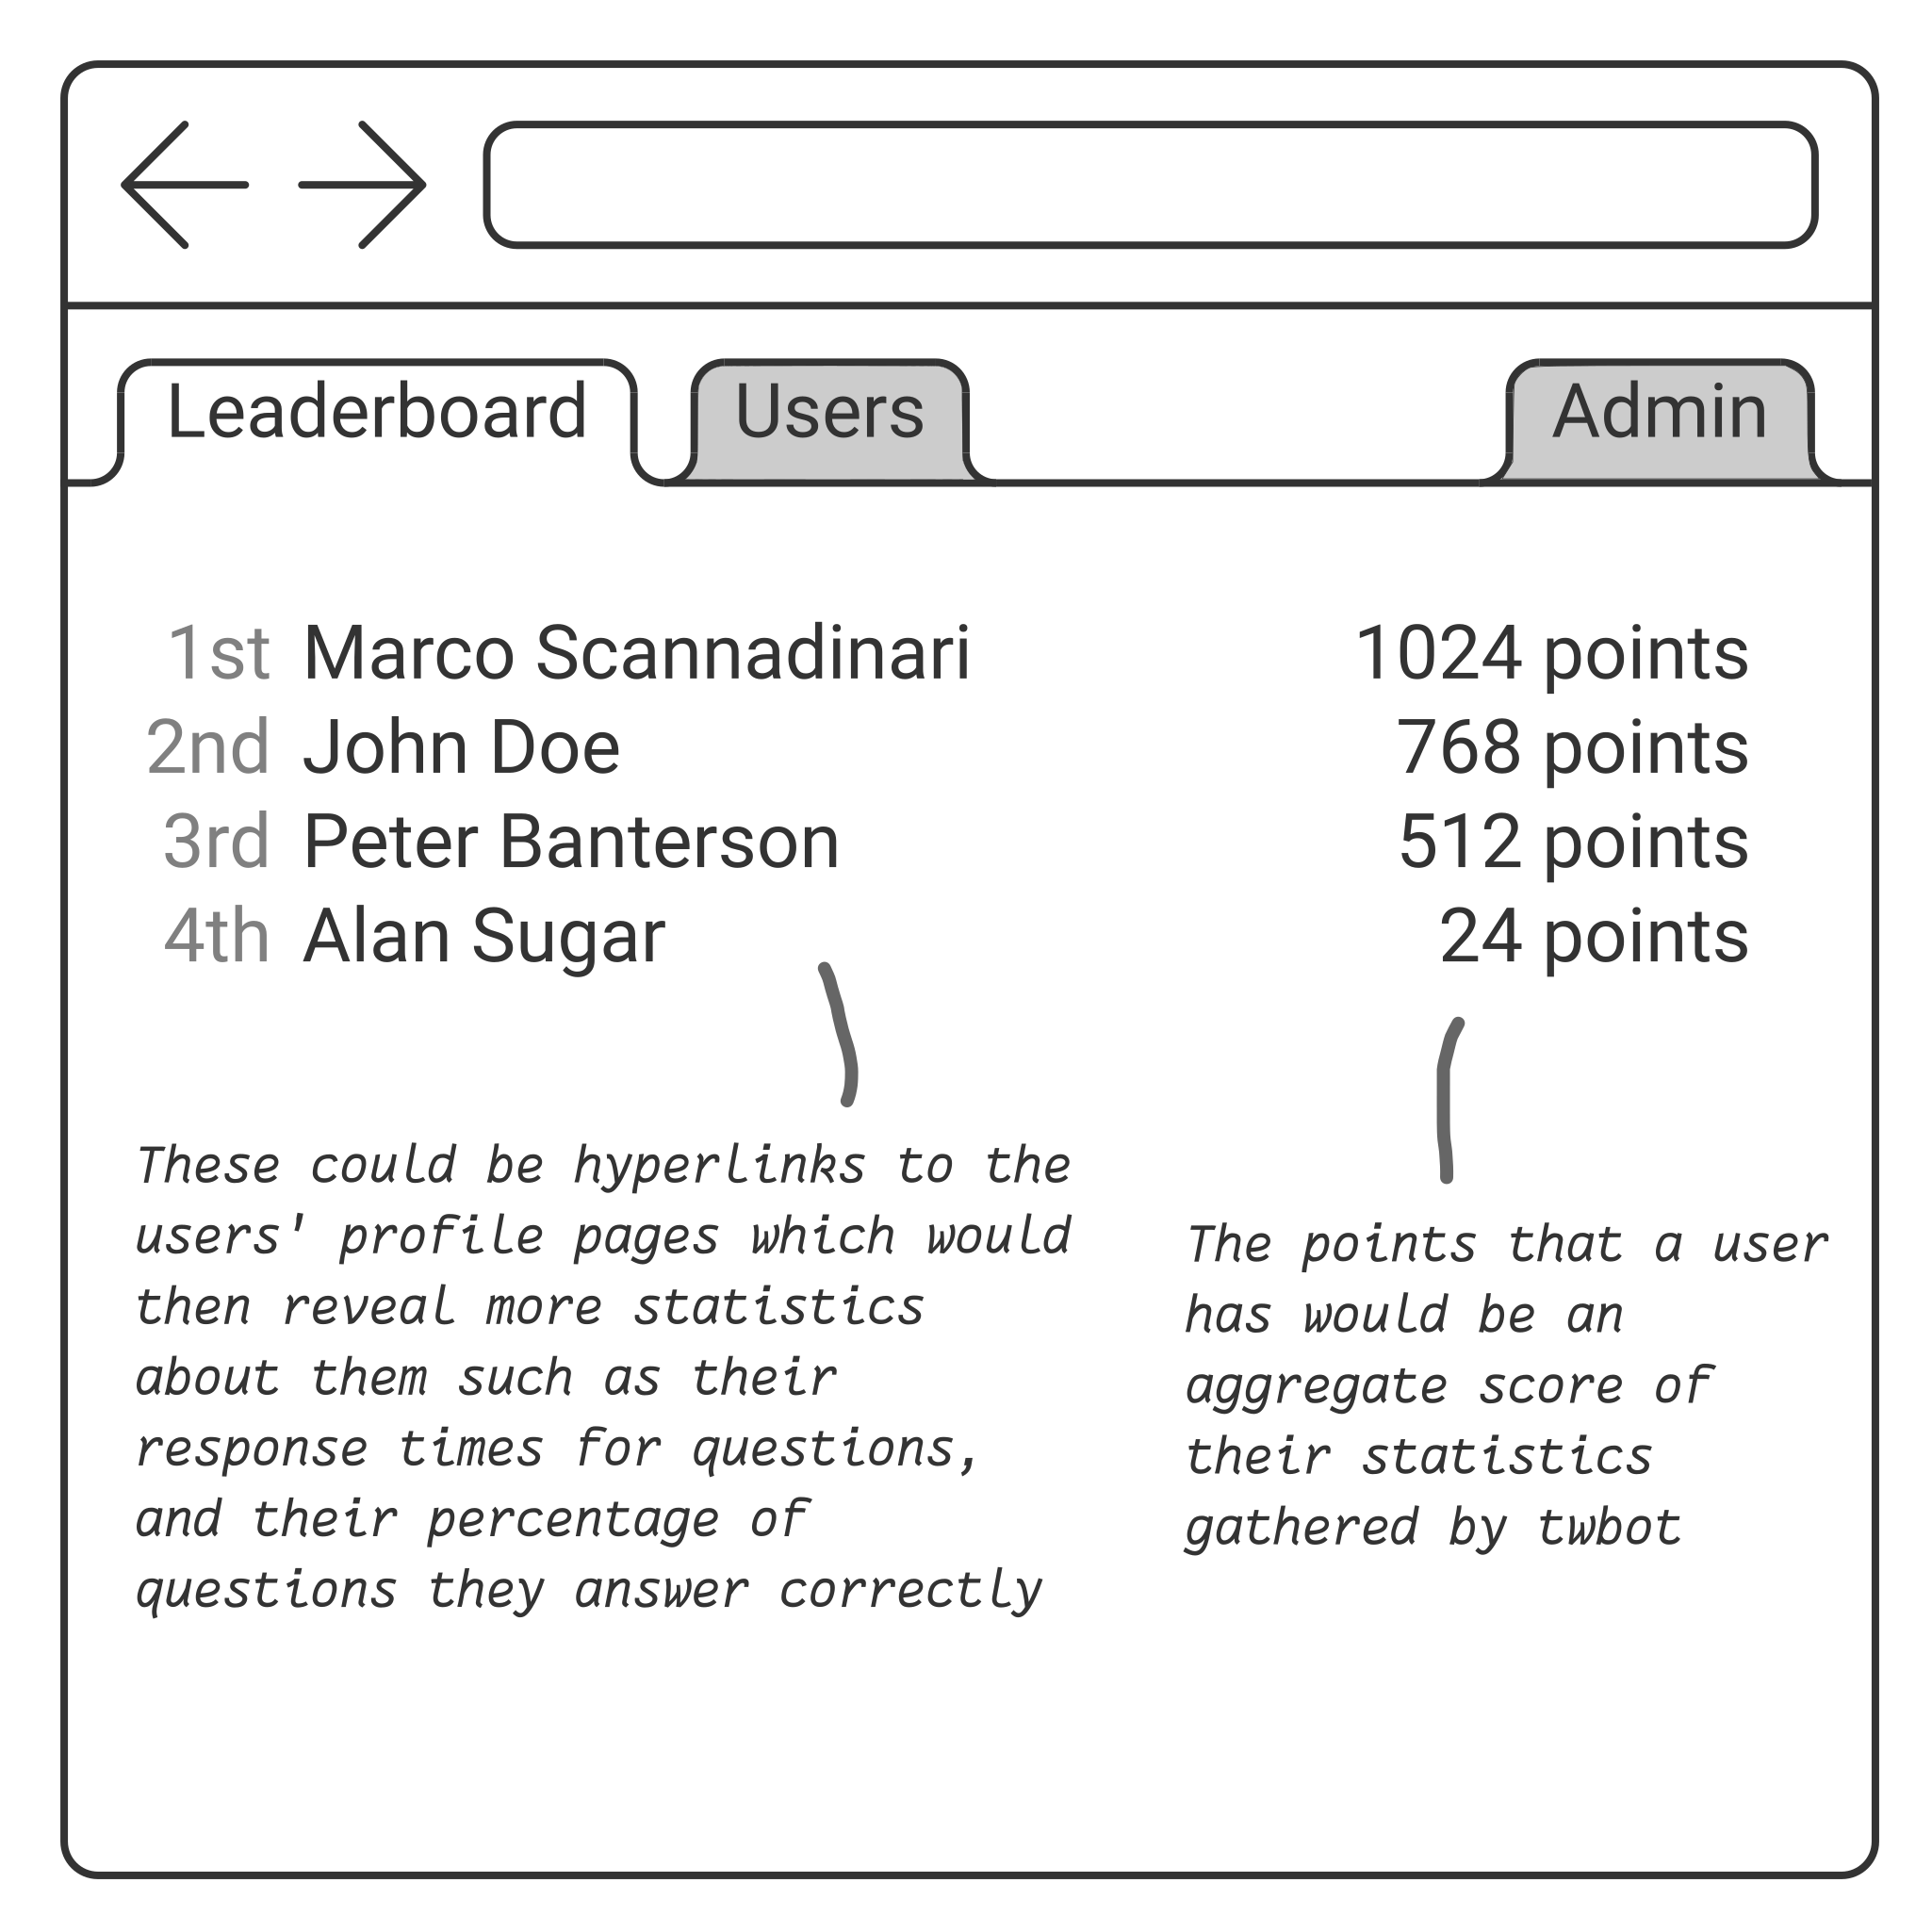 Leaderboard Users Admin
1st Marco Scannadinari 1024 points
2nd John Doe 768 points
3rd Peter Banterson 512 points
4th Alan Sugar 24 points
These could be hyperlinks to the
users' profile pages which would
then reveal more statistics
about them such as their
response times for questions,
and their percentage of
questions they answer correctly
The points that a user
has would be an
aggregate score of
their statistics
gathered by twbot